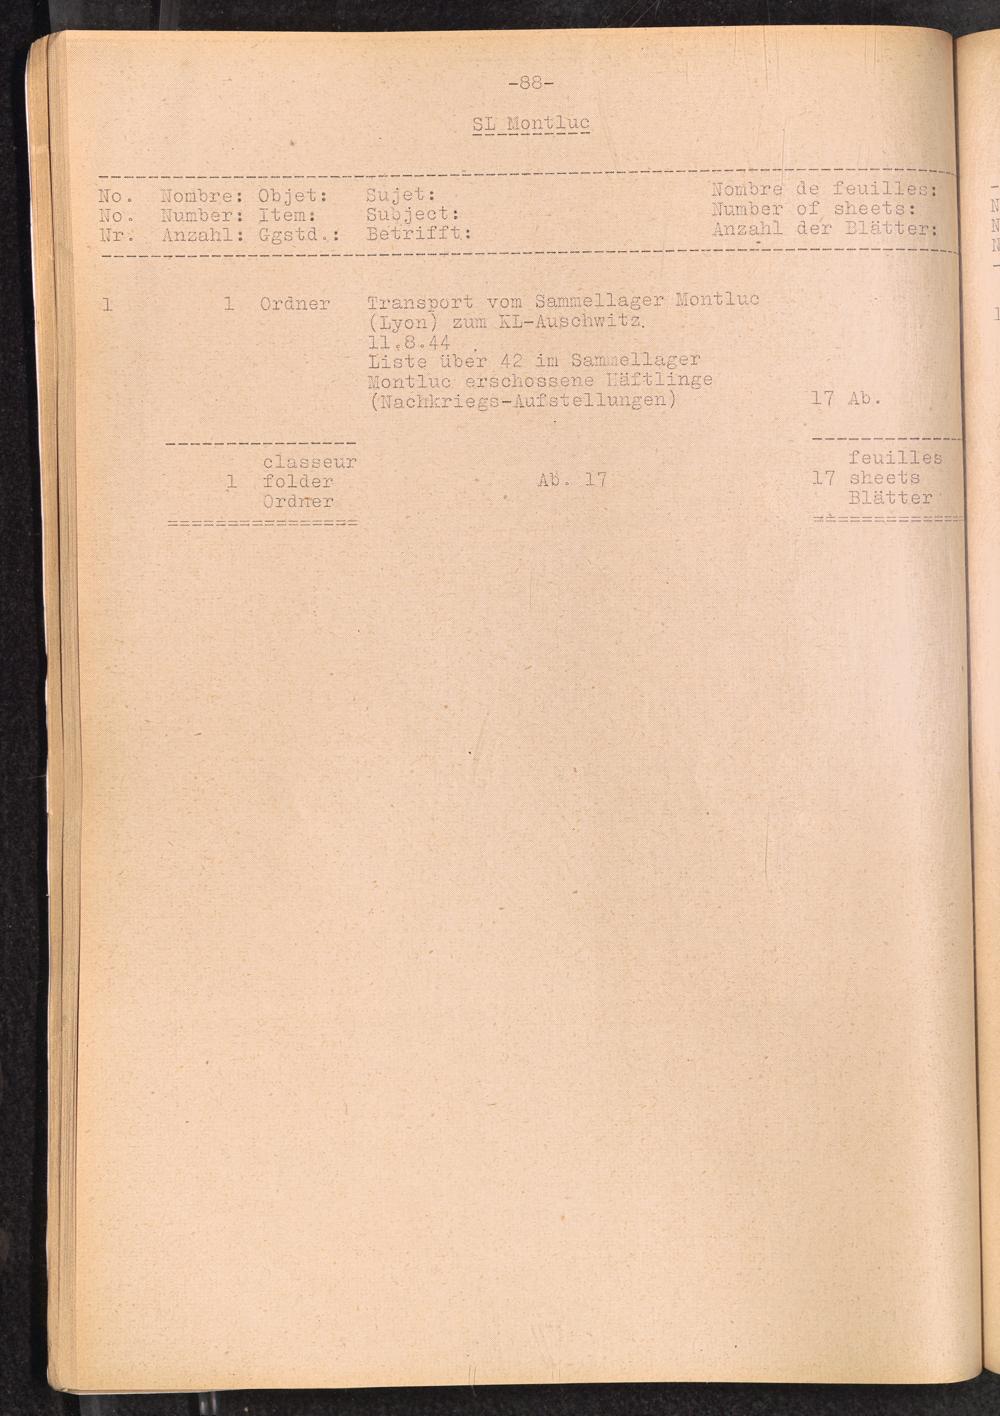 -88-
SL Montluc
No. Nombre: Objet: Sujet: Nombre de feuilles:
No. Number: Item: Subject: Number of sheets:
Nr. Anzahl: Ggstd.: Betrifft: Anzahl der Blätter:
1 1 Ordner Transport vom Sammellager Montluc
(Lyon) zum KL-Auschwitz.
11.8.44
Liste über 42 im Sammellager
Montluc erschossene Häftlinge
(Nachkriegs-Aufstellungen) 17 Ab.
classeur feuilles
1 folder Ab. 17 17 sheets
Ordner Blätter